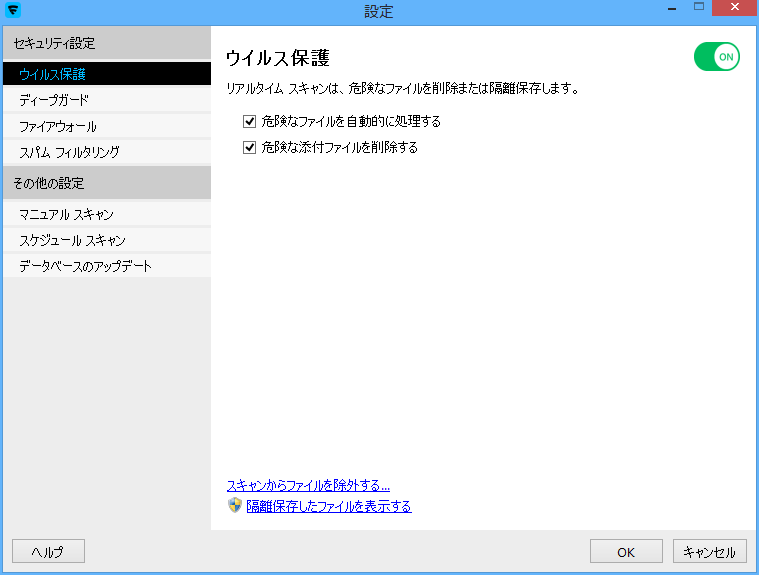 設定
セキュリティ設定
ウイルス保護
ディープガード
ファイアウォール
スパム フィルタリング
その他の設定
マニュアル スキャン
スケジュール スキャン
データベースのアップデート
ウイルス保護
ON
リアルタイム スキャンは、危険なファイルを削除または隔離保存します。
危険なファイルを自動的に処理する
危険な添付ファイルを削除する
スキャンからファイルを除外する...
隔離保存したファイルを表示する
ヘルプ
OK
キャンセル